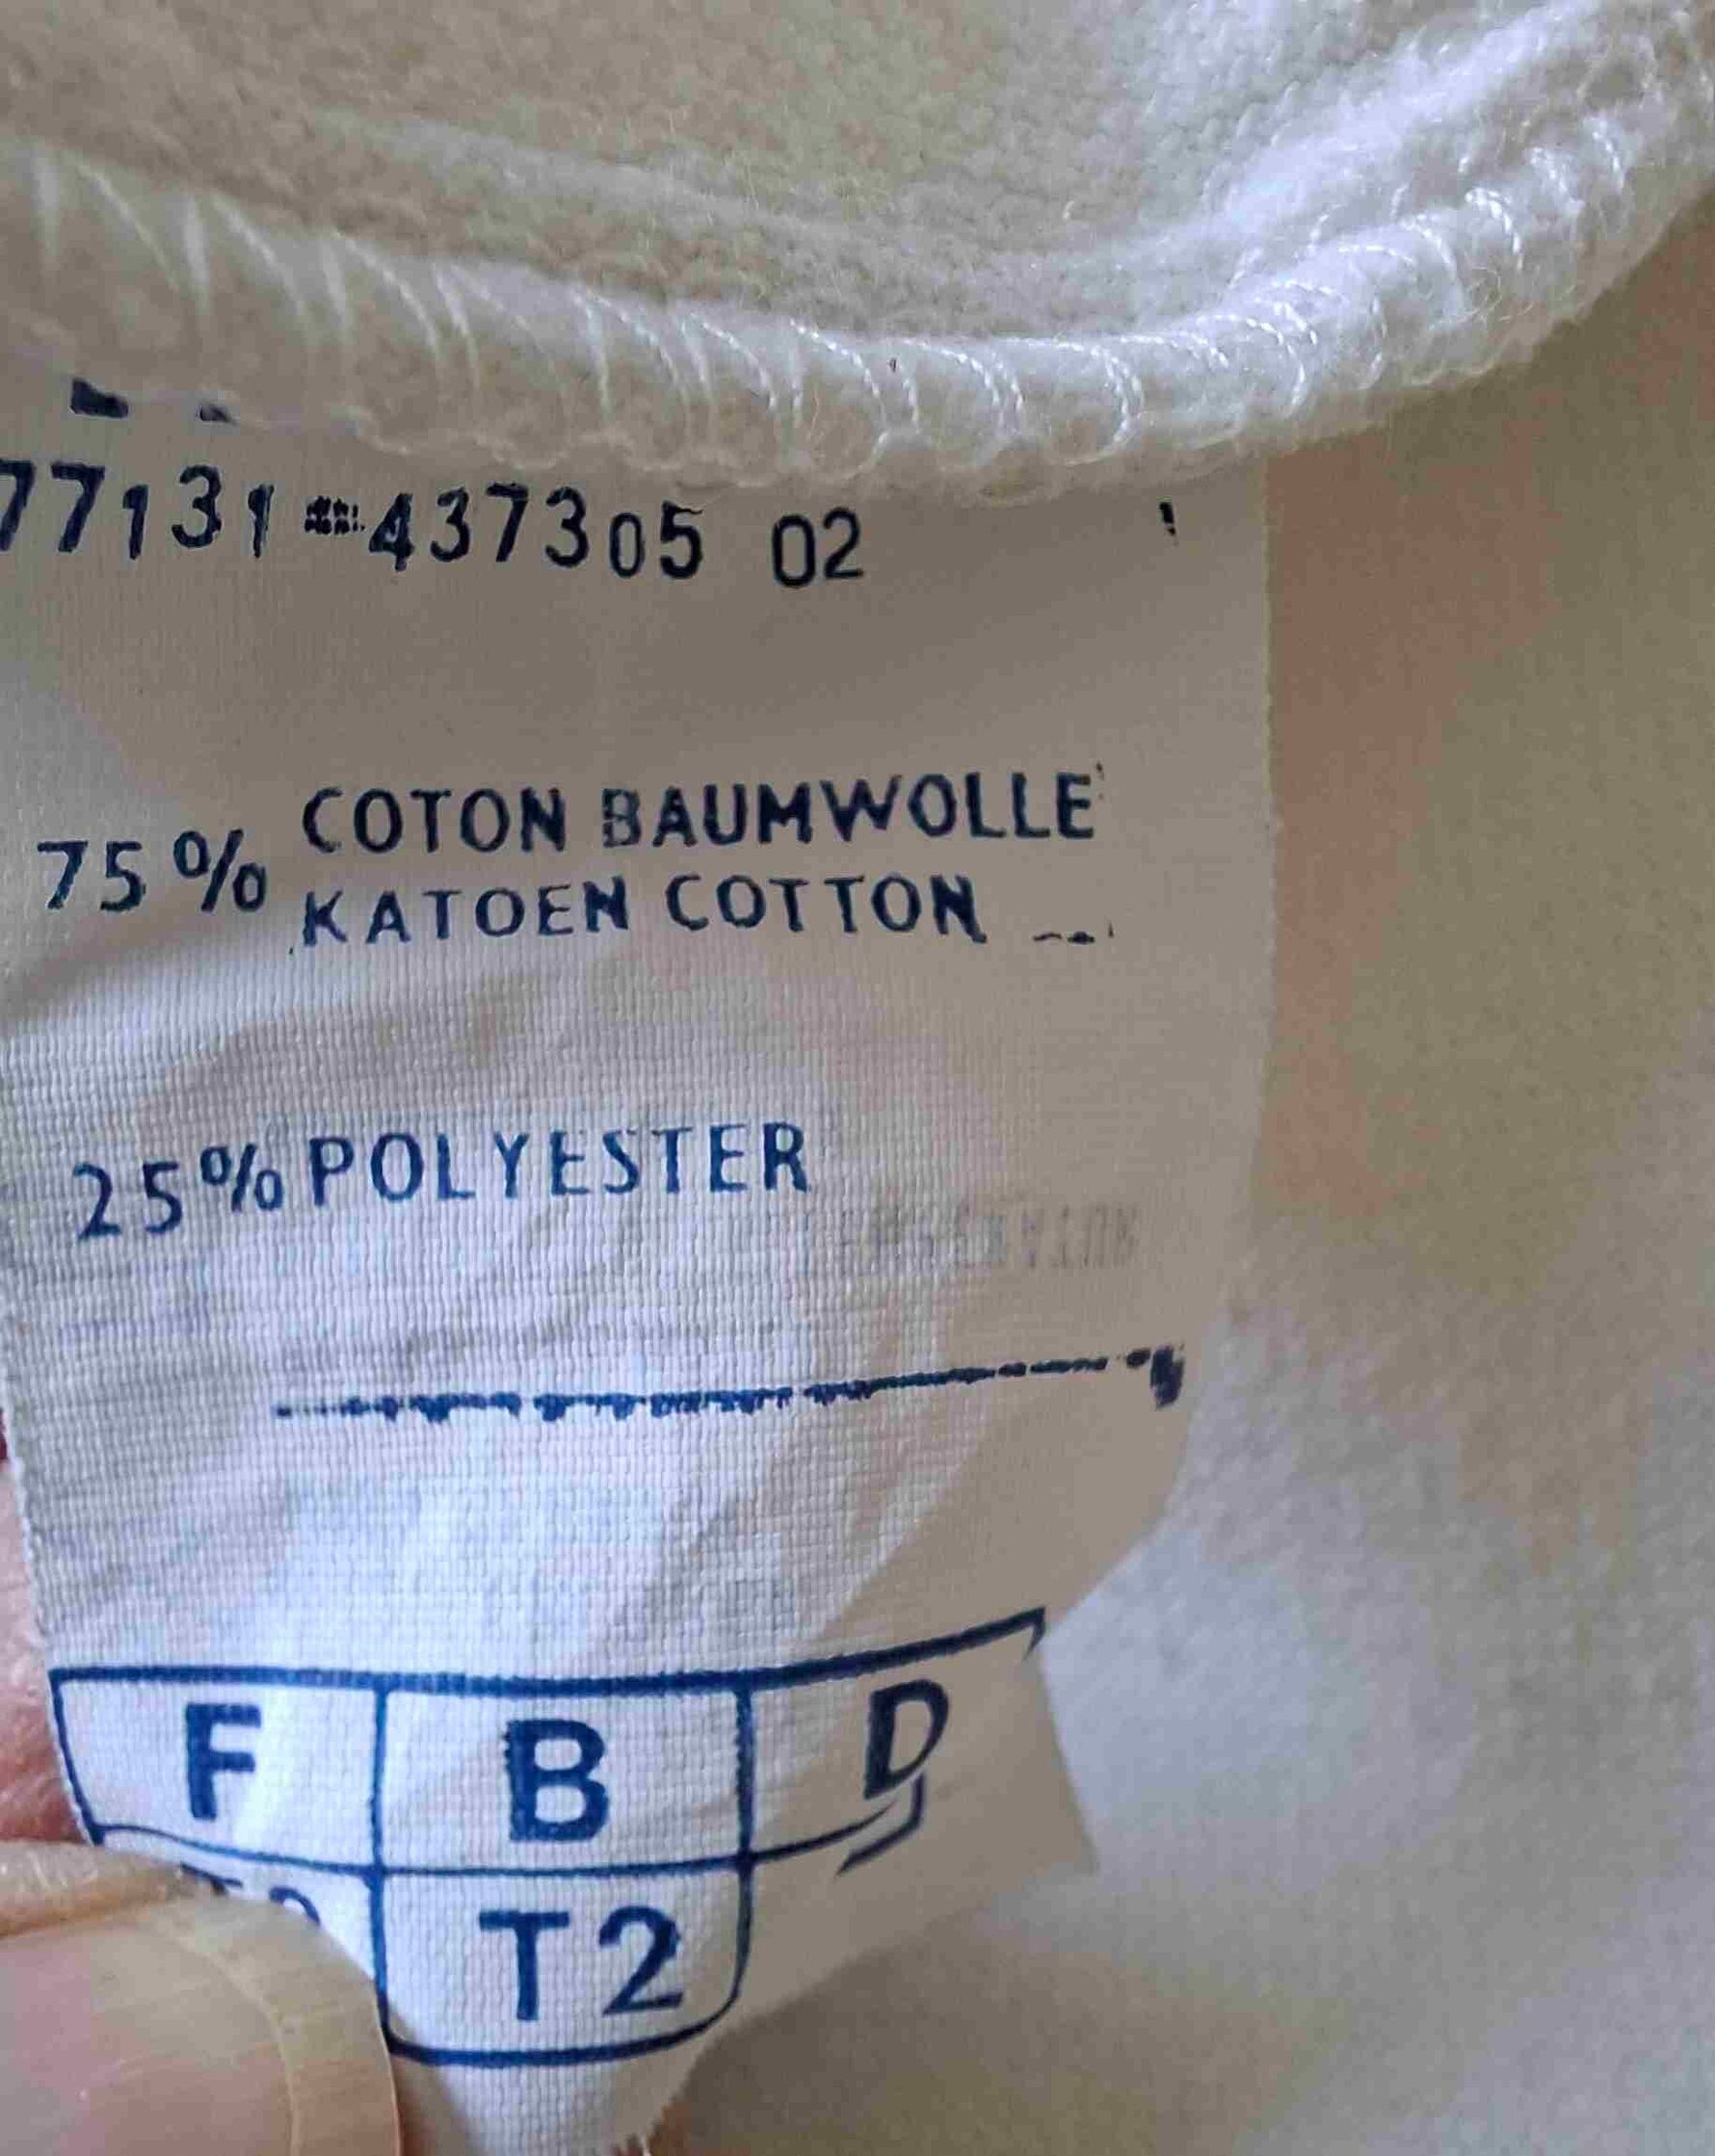 77131=437305 02
75% COTON BAUMWOLLE
KATOEN COTTON
25% POLYESTER
F B D
T2